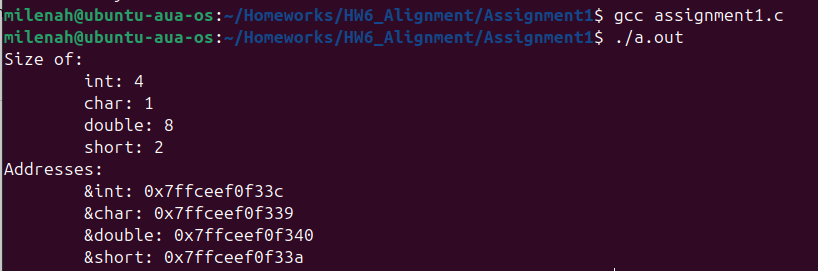 milenah@ubuntu-aua-os:~/Homeworks/HW6_Alignment/Assignment1$ gcc assignment1.c
milenah@ubuntu-aua-os:~/Homeworks/HW6_Alignment/Assignment1$ ./a.out
Size of:
        int: 4
        char: 1
        double: 8
        short: 2
Addresses:
        &int: 0x7ffceef0f33c
        &char: 0x7ffceef0f339
        &double: 0x7ffceef0f340
        &short: 0x7ffceef0f33a